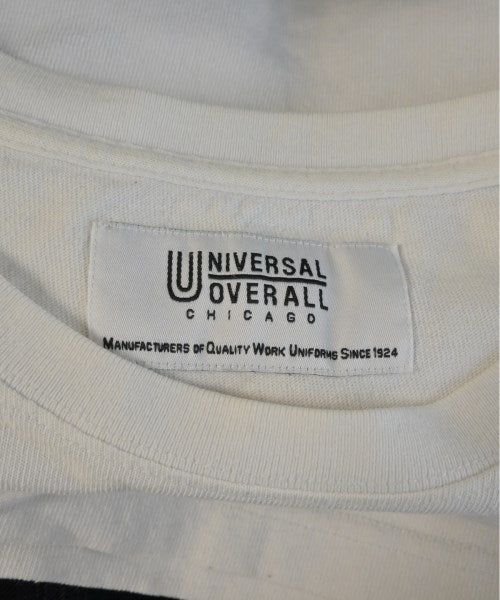 UNIVERSAL
OVERALL
CHICAGO
MANUFACTURERS OF QUALITY WORK UNIFORMS SINCE 1924